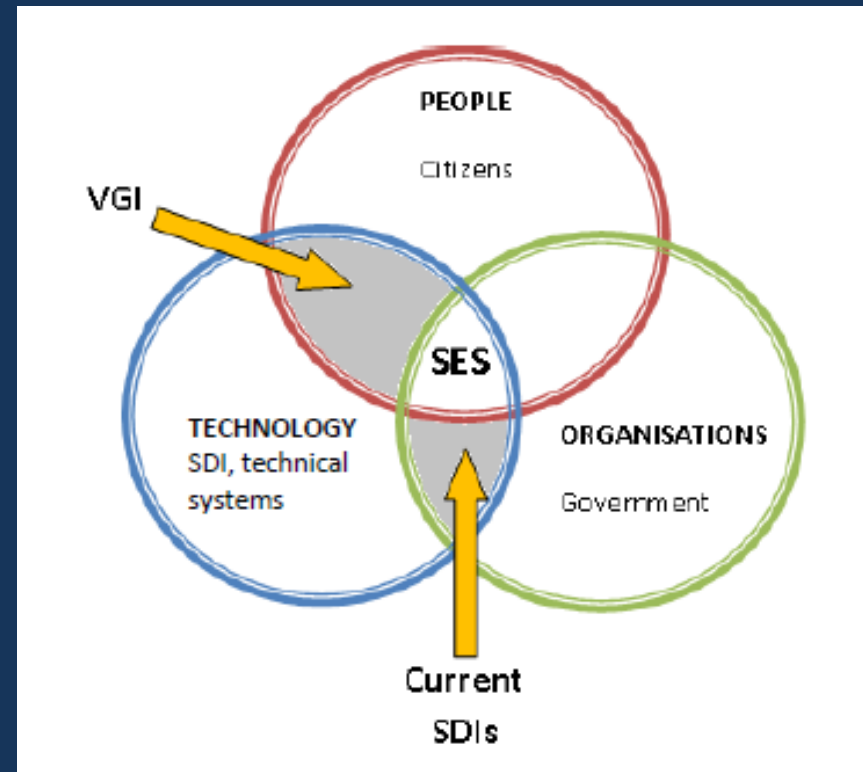 PEOPLE
Citizens
VGI
SES
TECHNOLOGY
SDI, technical
systems
ORGANISATIONS
Government
Current
SDIs